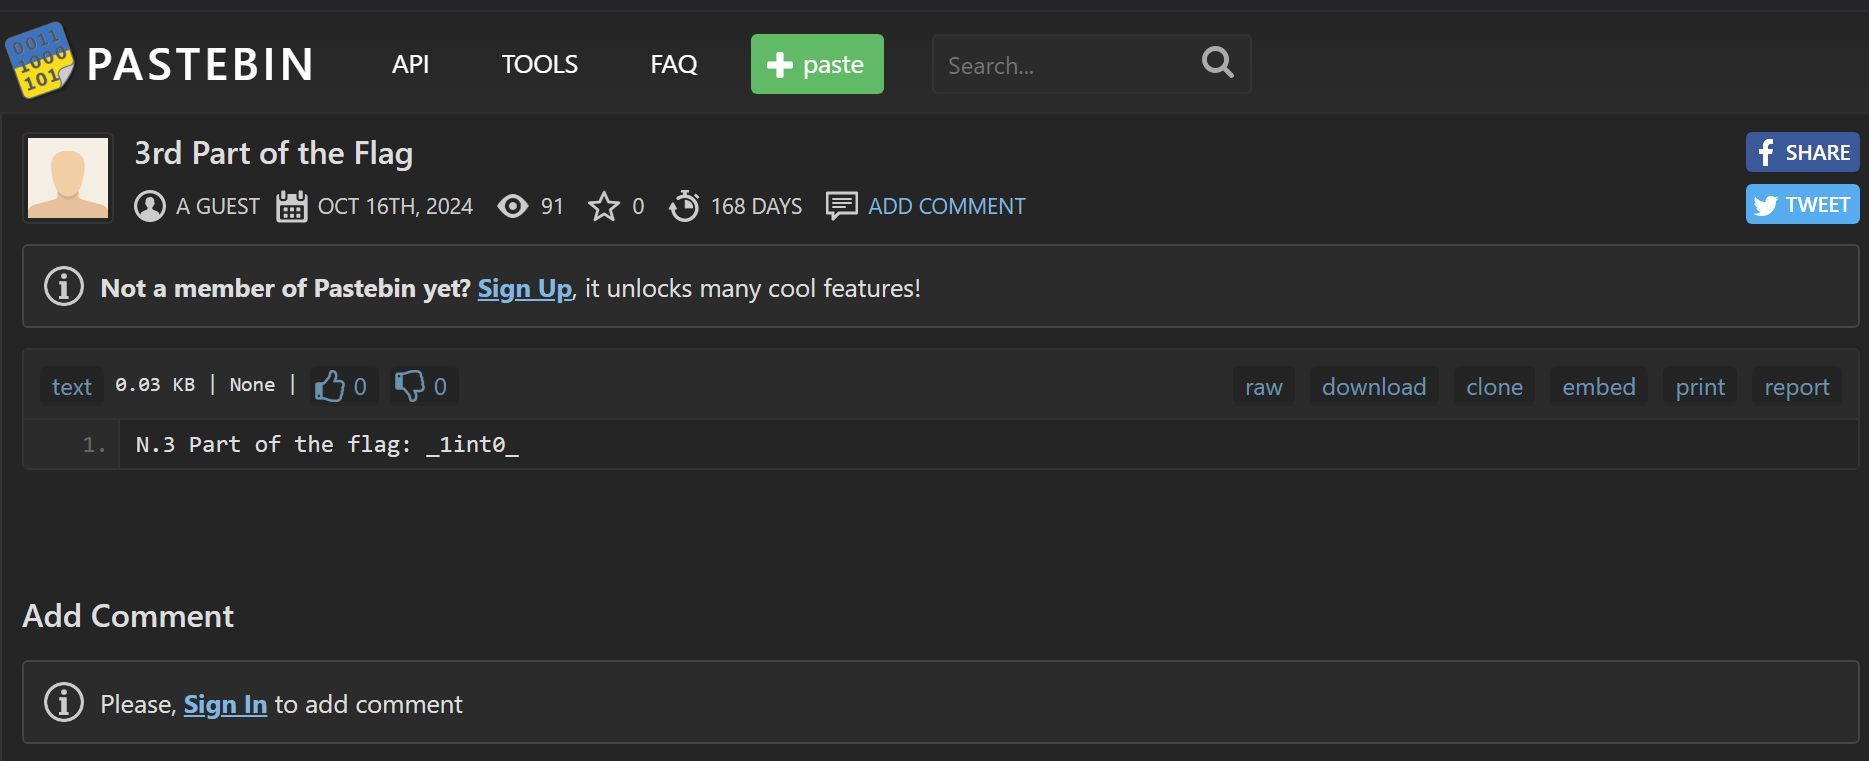 0011
1000
101
PASTEBIN API TOOLS FAQ paste Search...
3rd Part of the Flag
SHARE
A GUEST OCT 16TH, 2024 91 0 168 DAYS ADD COMMENT
TWEET
Not a member of Pastebin yet? Sign Up, it unlocks many cool features!
text 0.03 KB | None | 0 0 raw download clone embed print report
1. N.3 Part of the flag: _1int0_
Add Comment
Please, Sign In to add comment